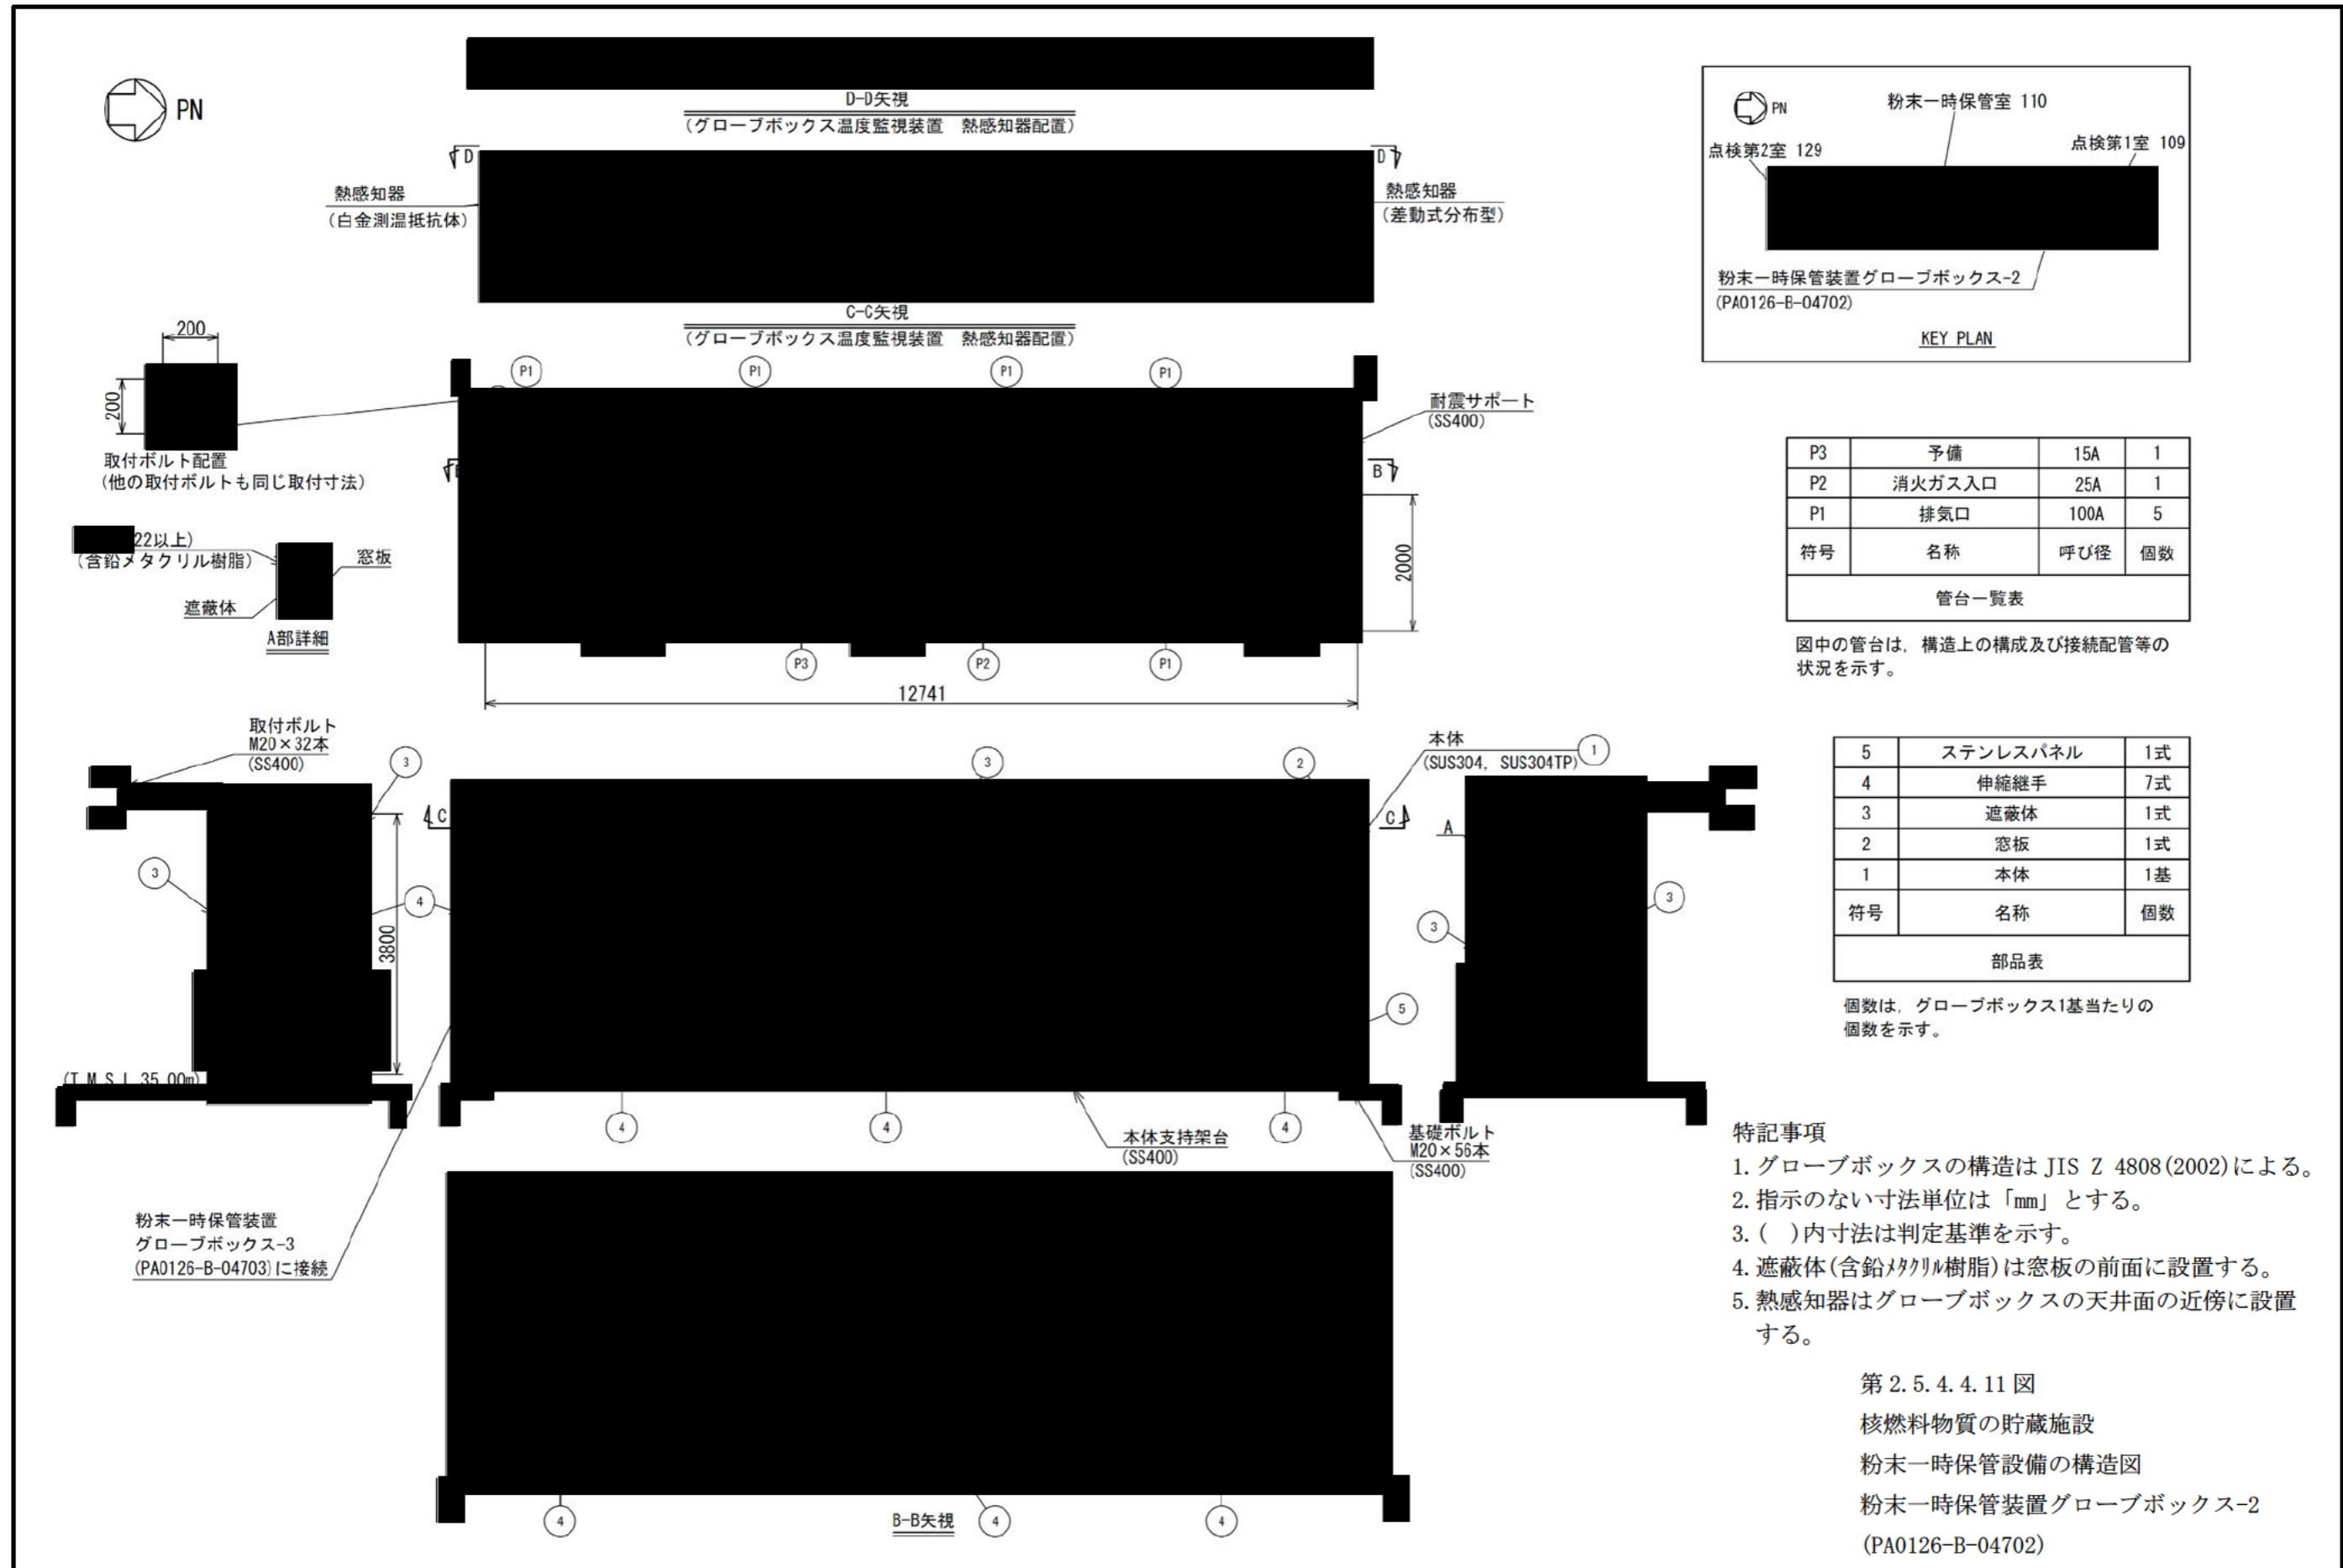 PN
D-D矢視
(グローブボックス温度監視装置 熱感知器配置)
D
D
熱感知器
(白金測温抵抗体)
熱感知器
(差動式分布型)
C-C矢視
(グローブボックス温度監視装置 熱感知器配置)
200
200
取付ボルト配置
(他の取付ボルトも同じ取付寸法)
P1
P1
P1
P1
耐震サポート
(SS400)
B
2000
22以上)
(含鉛メタクリル樹脂)
窓板
遮蔽体
A部詳細
P3
P2
P1
12741
取付ボルト
M20×32本
(SS400)
3
3
4
3800
(T.M.S.L.35.00m)
3
2
本体
(SUS304, SUS304TP)
1
C
C
A
3
3
5
4
4
4
本体支持架台
(SS400)
基礎ボルト
M20×56本
(SS400)
粉末一時保管装置
グローブボックス-3
(PA0126-B-04703)に接続
4
B-B矢視
4
4
PN
粉末一時保管室 110
点検第2室 129
点検第1室 109
粉末一時保管装置グローブボックス-2
(PA0126-B-04702)
KEY PLAN
P3 予備 15A 1
P2 消火ガス入口 25A 1
P1 排気口 100A 5
符号 名称 呼び径 個数
管台一覧表
図中の管台は，構造上の構成及び接続配管等の
状況を示す。
5 ステンレスパネル 1式
4 伸縮継手 7式
3 遮蔽体 1式
2 窓板 1式
1 本体 1基
符号 名称 個数
部品表
個数は，グローブボックス1基当たりの
個数を示す。
特記事項
1. グローブボックスの構造は JIS Z 4808(2002)による。
2. 指示のない寸法単位は「mm」とする。
3. (　)内寸法は判定基準を示す。
4. 遮蔽体(含鉛ﾒﾀｸﾘﾙ樹脂)は窓板の前面に設置する。
5. 熱感知器はグローブボックスの天井面の近傍に設置
する。
第 2.5.4.4.11 図
核燃料物質の貯蔵施設
粉末一時保管設備の構造図
粉末一時保管装置グローブボックス-2
(PA0126-B-04702)